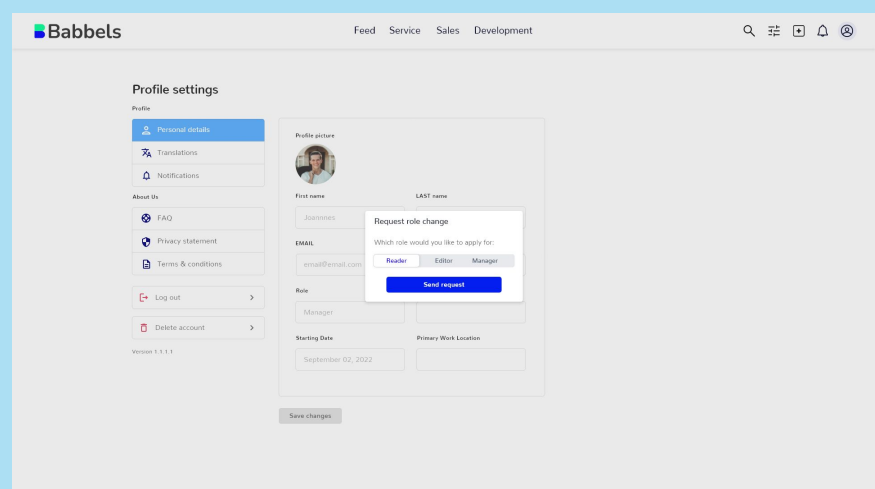 Babbels
Feed Service Sales Development
Profile settings
Profile
Personal details
Translations
Notifications
About Us
FAQ
Privacy statement
Terms & conditions
Log out
Delete account
Version 1.1.1.1
Profile picture
First name LAST name
Joannnes
EMAIL
email@email.com
Role
Manager
Starting Date Primary Work Location
September 02, 2022
Save changes
Request role change
Which role would you like to apply for:
Reader Editor Manager
Send request